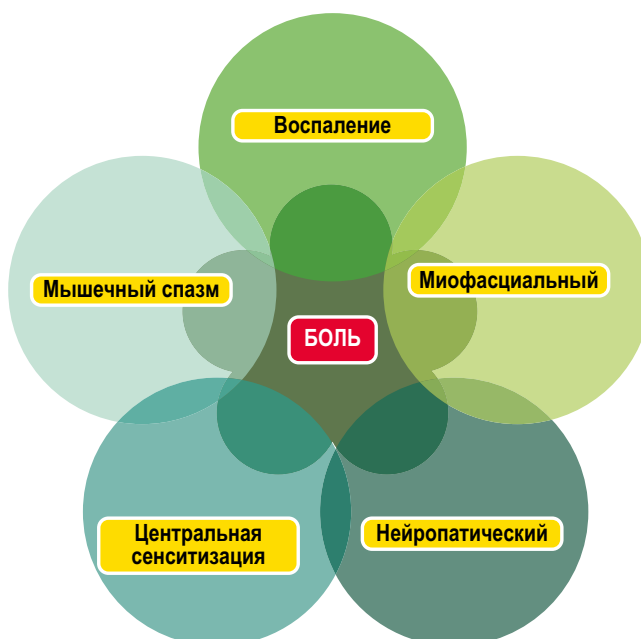 Воспаление
Мышечный спазм
Миофасциальный
БОЛЬ
Центральная
сенситизация
Нейропатический